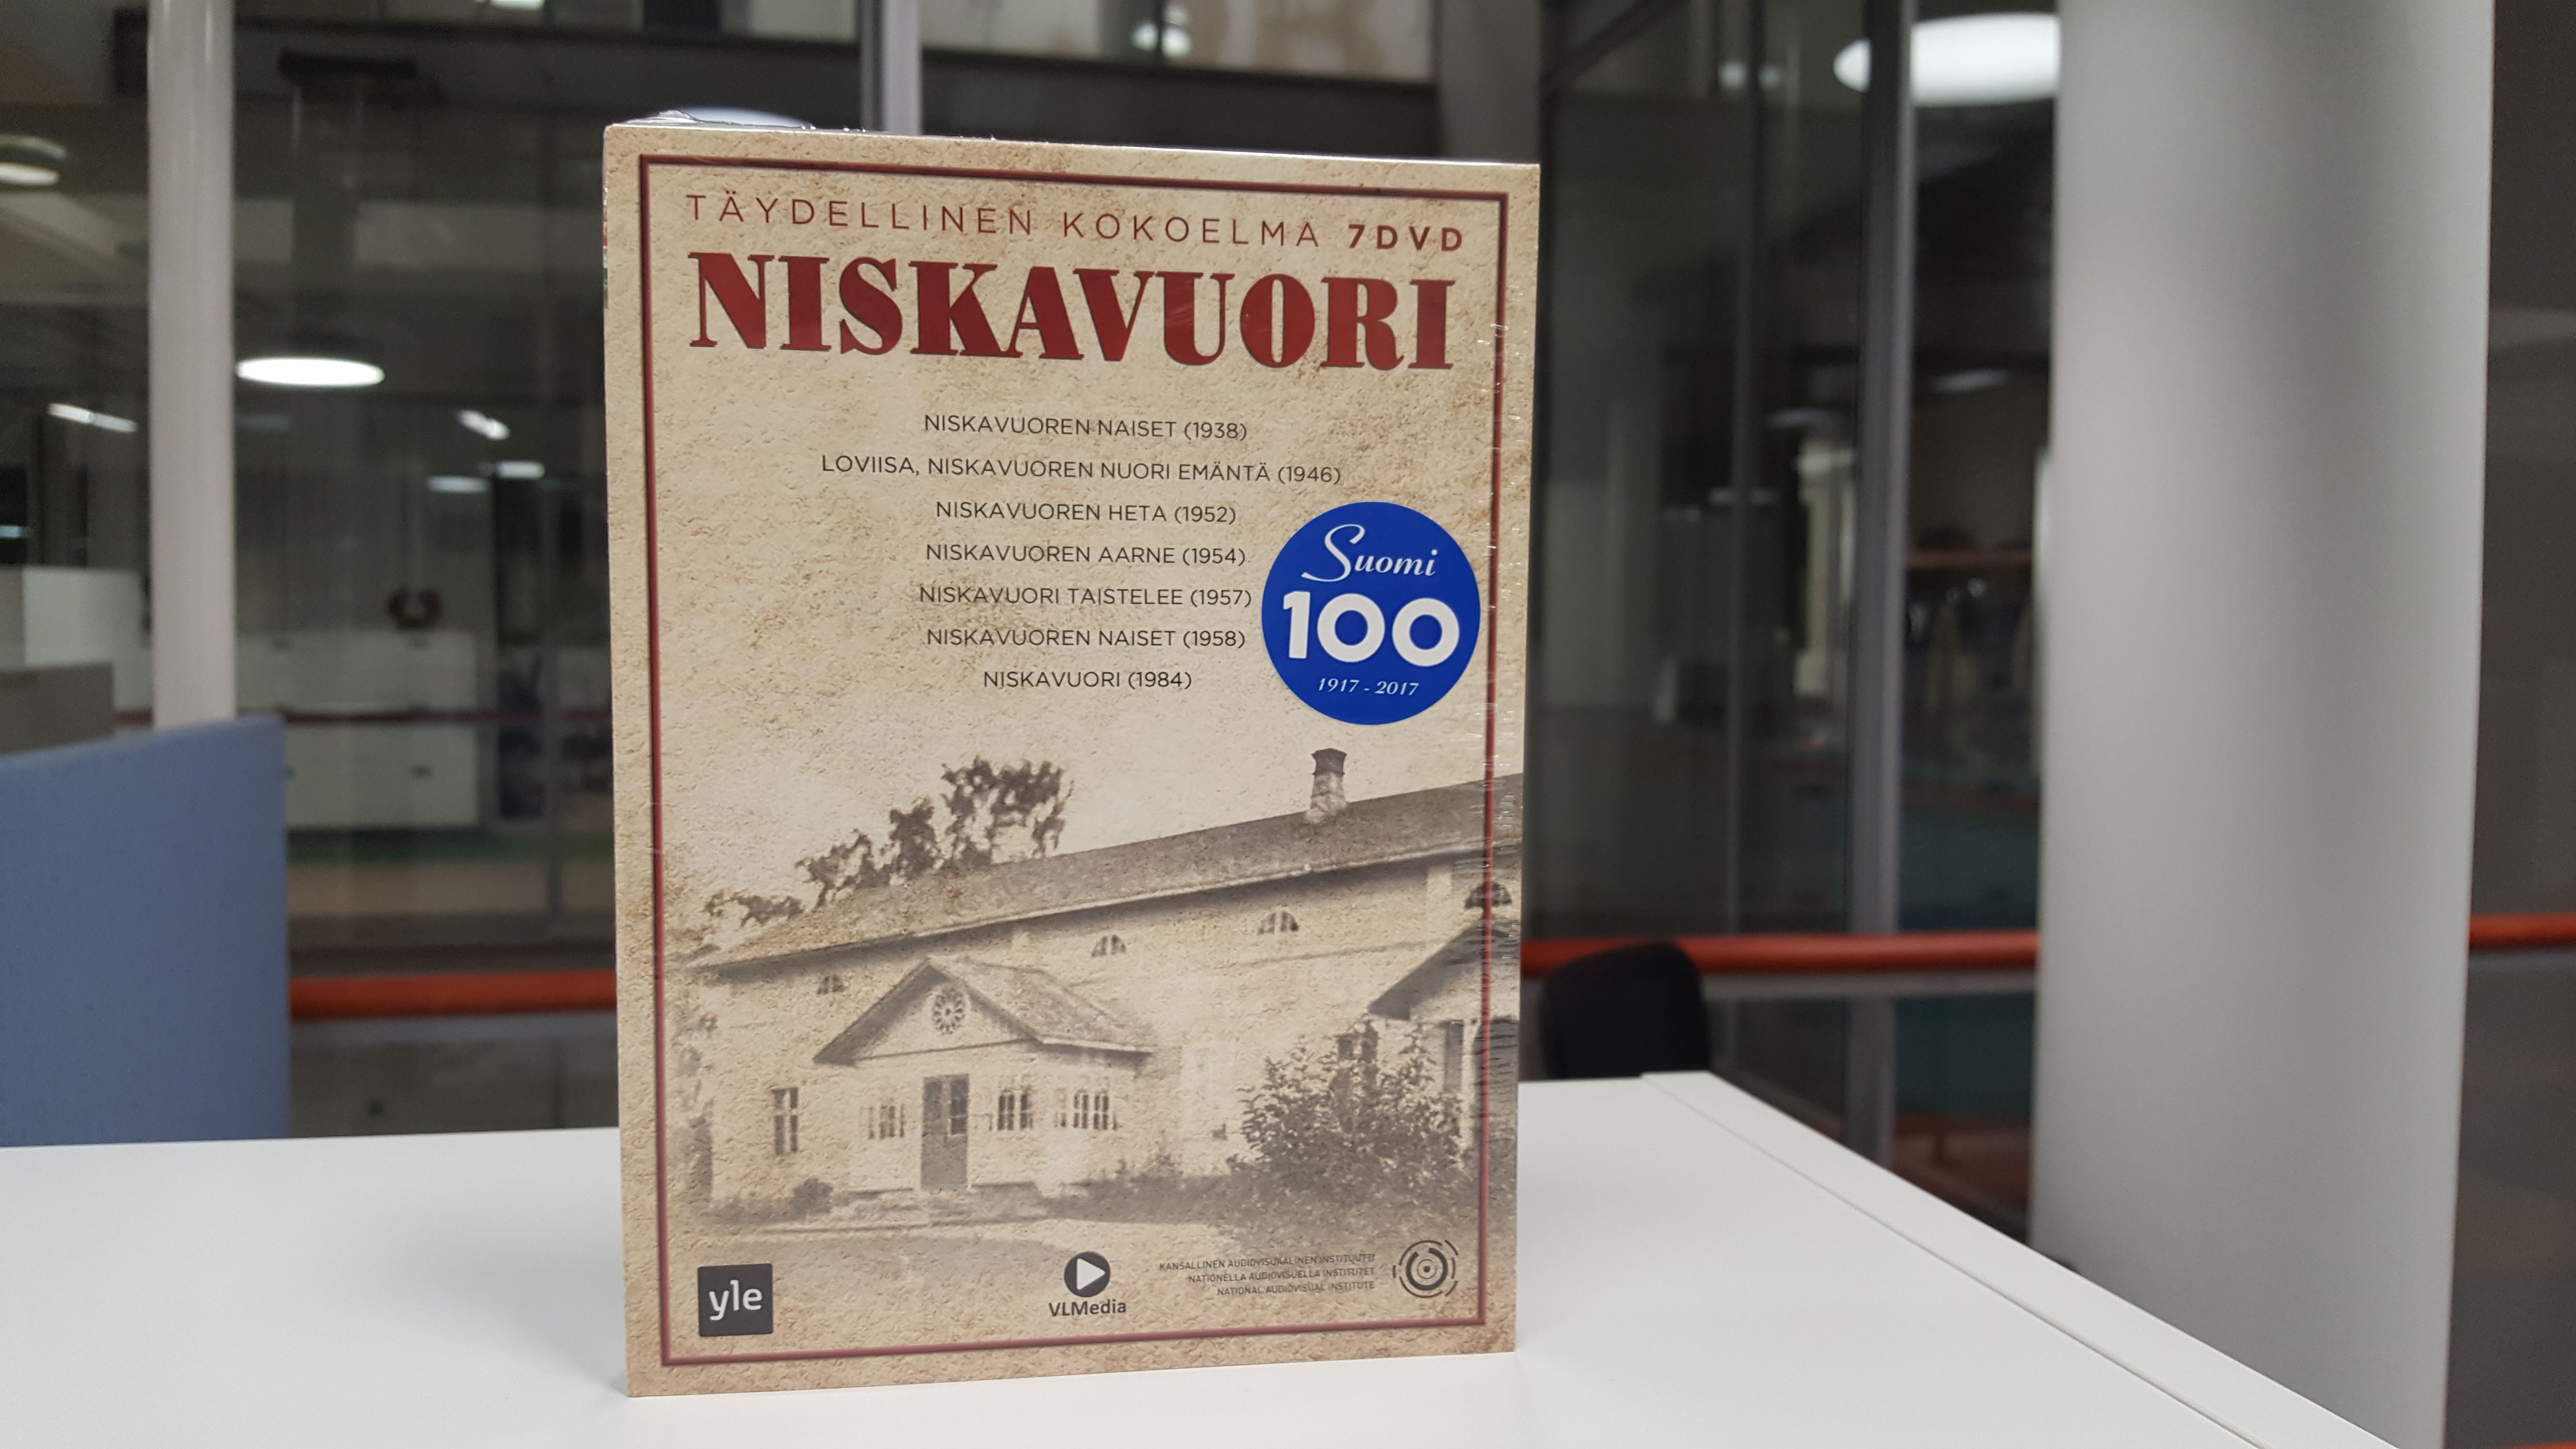 TÄYDELLINEN KOKOELMA 7DVD
NISKAVUORI
NISKAVUOREN NAISET (1938)
LOVIISA, NISKAVUOREN NUORI EMÄNTÄ (1946)
NISKAVUOREN HETA (1952)
NISKAVUOREN AARNE (1954)
NISKAVUORI TAISTELEE (1957)
NISKAVUOREN NAISET (1958)
NISKAVUORI (1984)
Suomi
100
1917 - 2017
yle
VLMedia
KANSALLINEN AUDIOVISUAALINEN INSTITUUTTI
NATIONELLA AUDIOVISUELLA INSTITUTET
NATIONAL AUDIOVISUAL INSTITUTE